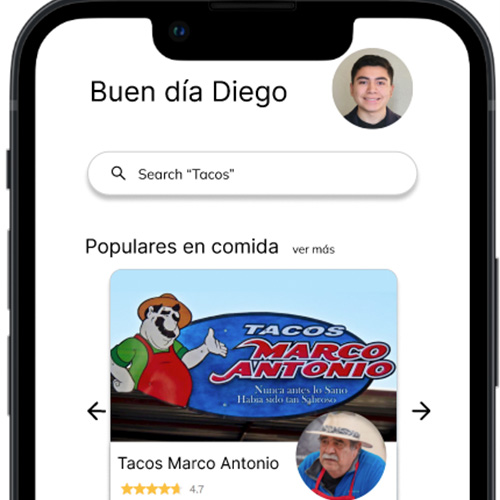 Buen día Diego
Search “Tacos”
Populares en comida ver más
TACOS
MARCO
ANTONIO
Nunca antes lo Sano
Habia sido tan Sabroso
Tacos Marco Antonio
4.7